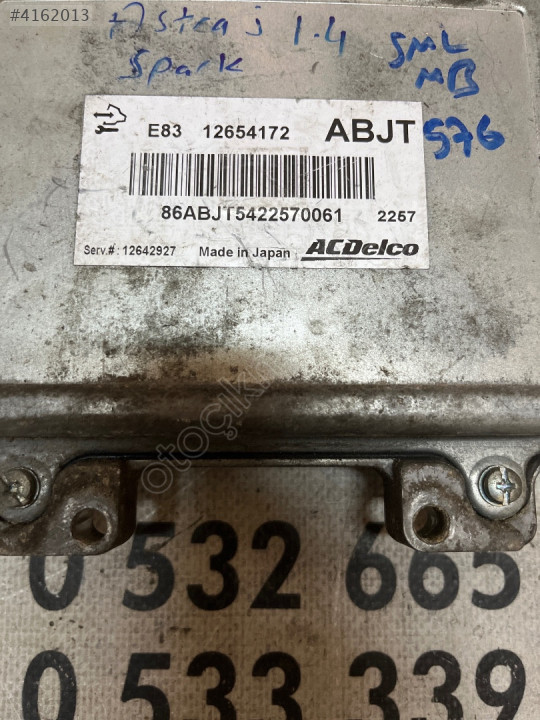 #4162013
Astra j 1.4
Spark
SML
MB
576
E83 12654172 ABJT
86ABJT5422570061 2257
Serv.#: 12642927 Made in Japan ACDelco
otoçık
0 532 665
0 533 339